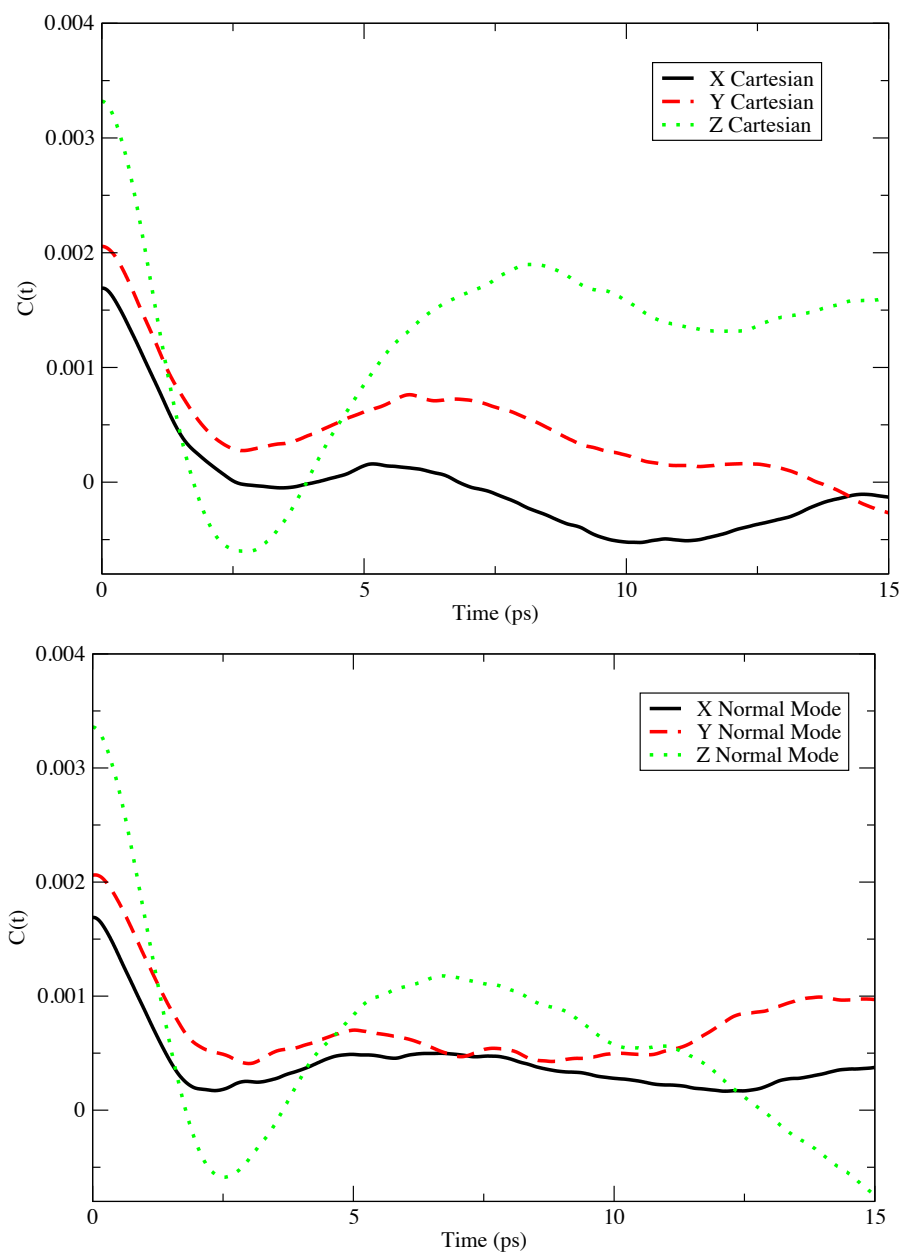 0.004
X Cartesian
Y Cartesian
Z Cartesian
0.003
0.002
C(t)
0.001
0
0 5 10 15
Time (ps)
0.004
X Normal Mode
Y Normal Mode
Z Normal Mode
0.003
0.002
C(t)
0.001
0
0 5 10 15
Time (ps)